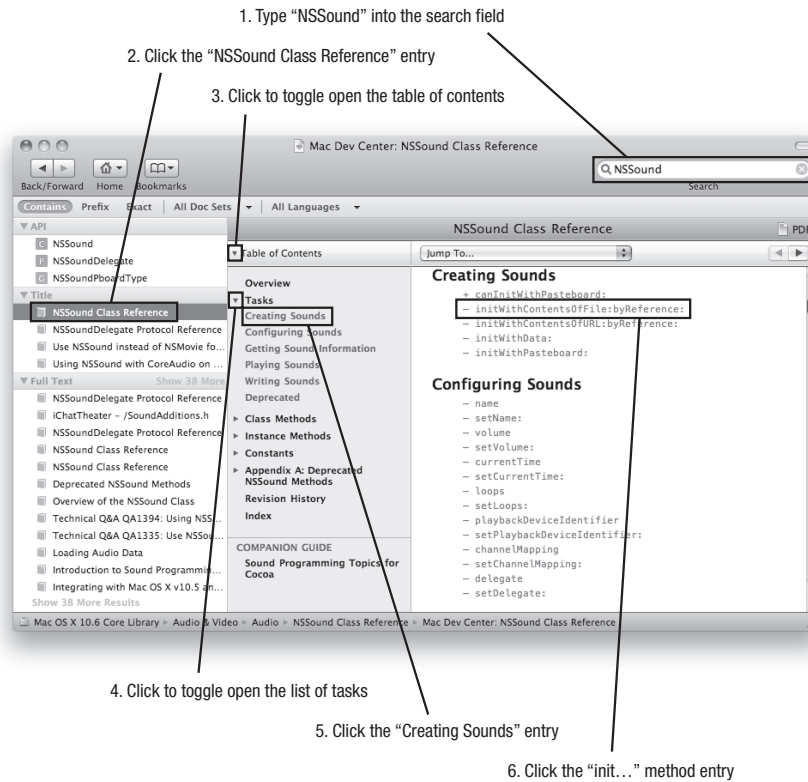 1. Type “NSSound” into the search field
2. Click the “NSSound Class Reference” entry
3. Click to toggle open the table of contents
Mac Dev Center: NSSound Class Reference
NSSound
Back/Forward Home Bookmarks
Search
Contains Prefix Exact All Doc Sets All Languages
API
NSSound
NSSoundDelegate
NSSoundPboardType
Title
NSSound Class Reference
NSSoundDelegate Protocol Reference
Use NSSound instead of NSMovie fo...
Using NSSound with CoreAudio on ...
Full Text Show 38 More
NSSoundDelegate Protocol Reference
iChatTheater – /SoundAdditions.h
NSSoundDelegate Protocol Reference
NSSound Class Reference
NSSound Class Reference
Deprecated NSSound Methods
Overview of the NSSound Class
Technical Q&A QA1394: Using NSS...
Technical Q&A QA1335: Use NSSou...
Loading Audio Data
Introduction to Sound Programmin...
Integrating with Mac OS X v10.5 an...
Show 38 More Results
NSSound Class Reference
PDF
Table of Contents
Jump To...
Overview
Tasks
Creating Sounds
Configuring Sounds
Getting Sound Information
Playing Sounds
Writing Sounds
Deprecated
Class Methods
Instance Methods
Constants
Appendix A: Deprecated
NSSound Methods
Revision History
Index
COMPANION GUIDE
Sound Programming Topics for
Cocoa
Creating Sounds
+ canInitWithPasteboard:
– initWithContentsOfFile:byReference:
– initWithContentsOfURL:byReference:
– initWithData:
– initWithPasteboard:
Configuring Sounds
– name
– setName:
– volume
– setVolume:
– currentTime
– setCurrentTime:
– loops
– setLoops:
– playbackDeviceIdentifier
– setPlaybackDeviceIdentifier:
– channelMapping
– setChannelMapping:
– delegate
– setDelegate:
Mac OS X 10.6 Core Library Audio & Video Audio NSSound Class Reference Mac Dev Center: NSSound Class Reference
4. Click to toggle open the list of tasks
5. Click the “Creating Sounds” entry
6. Click the “init…” method entry